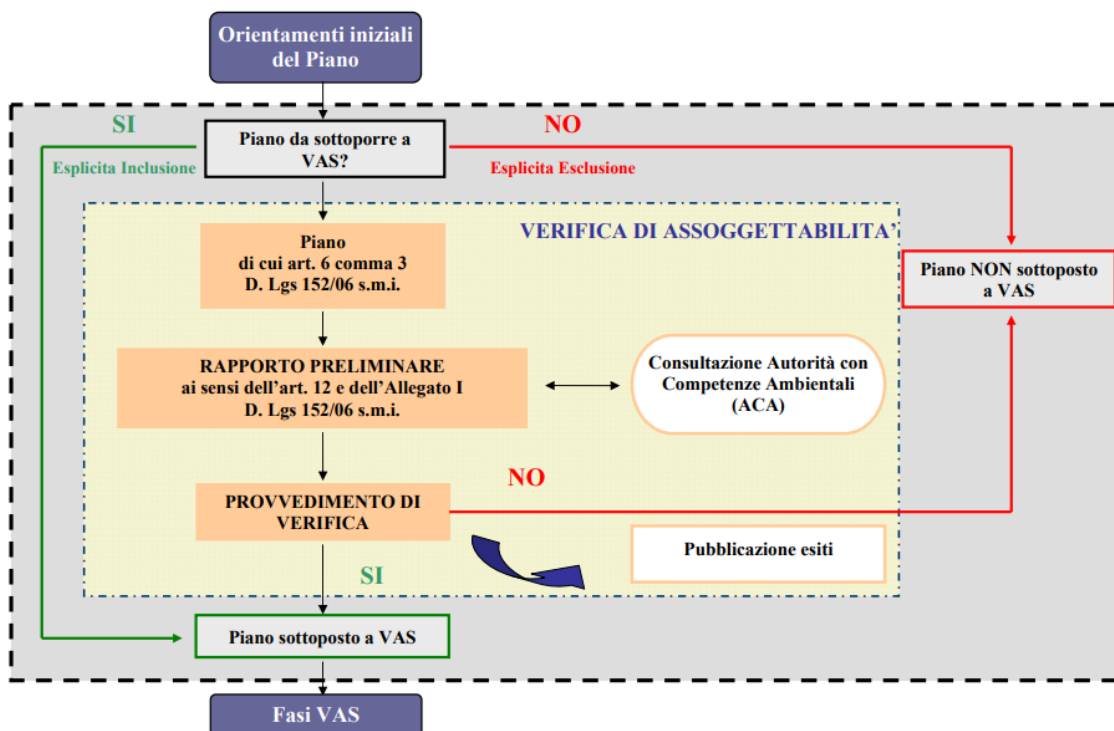 Orientamenti iniziali
del Piano
SI
NO
Piano da sottoporre a
VAS?
Esplicita Inclusione
Esplicita Esclusione
VERIFICA DI ASSOGGETTABILITA’
Piano
di cui art. 6 comma 3
D. Lgs 152/06 s.m.i.
Piano NON sottoposto
a VAS
RAPPORTO PRELIMINARE
ai sensi dell’art. 12 e dell’Allegato I
D. Lgs 152/06 s.m.i.
Consultazione Autorità con
Competenze Ambientali
(ACA)
NO
PROVVEDIMENTO DI
VERIFICA
Pubblicazione esiti
SI
Piano sottoposto a VAS
Fasi VAS